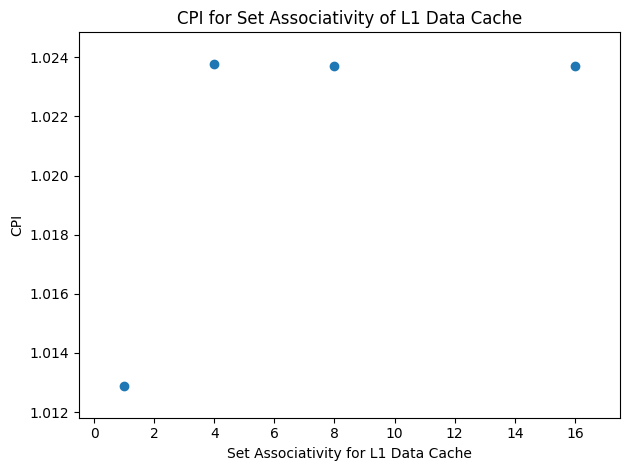 CPI for Set Associativity of L1 Data Cache
1.024
1.022
1.020
1.018
1.016
1.014
1.012
CPI
0 2 4 6 8 10 12 14 16
Set Associativity for L1 Data Cache